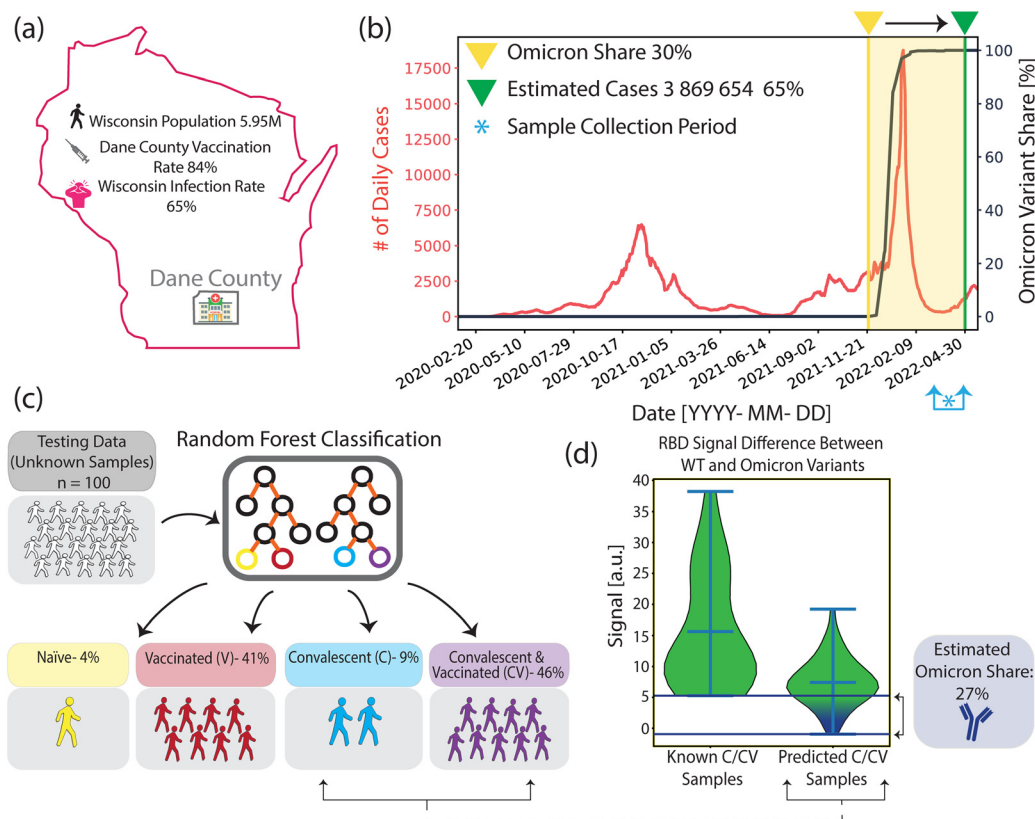 (a)
Wisconsin Population 5.95M
Dane County Vaccination
Rate 84%
Wisconsin Infection Rate
65%
Dane County
(b)
Omicron Share 30%
Estimated Cases 3 869 654  65%
* Sample Collection Period
# of Daily Cases
17500
15000
12500
10000
7500
5000
2500
0
Omicron Variant Share [%]
100
80
60
40
20
0
2020-02-20
2020-05-10
2020-07-29
2020-10-17
2021-01-05
2021-03-26
2021-06-14
2021-09-02
2021-11-21
2022-02-09
2022-04-30
*
Date [YYYY- MM- DD]
(c)
Testing Data
(Unknown Samples)
n = 100
Random Forest Classification
Naïve- 4%
Vaccinated (V)- 41%
Convalescent (C)- 9%
Convalescent &
Vaccinated (CV)- 46%
(d)
RBD Signal Difference Between
WT and Omicron Variants
Signal [a.u.]
40
35
30
25
20
15
10
5
0
Known C/CV
Samples
Predicted C/CV
Samples
Estimated
Omicron Share:
27%